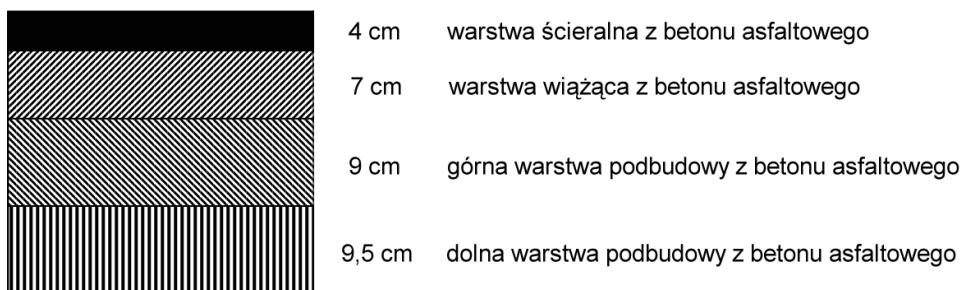 4 cm warstwa ścieralna z betonu asfaltowego
7 cm warstwa wiążąca z betonu asfaltowego
9 cm górna warstwa podbudowy z betonu asfaltowego
9,5 cm dolna warstwa podbudowy z betonu asfaltowego